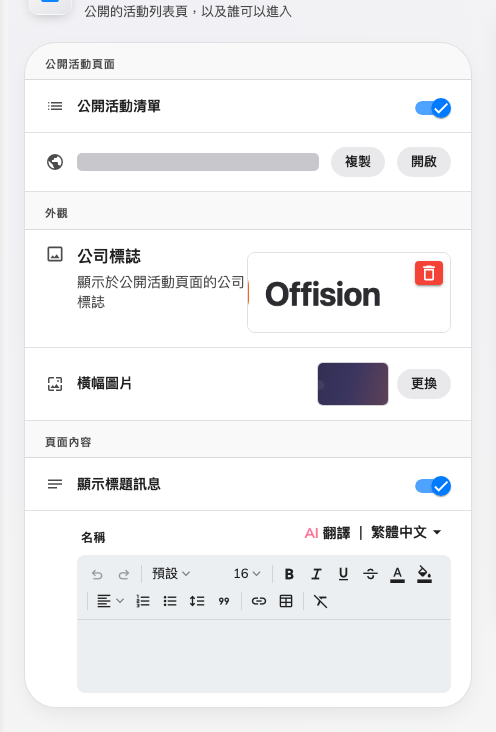 公開的活動列表頁，以及誰可以進入
公開活動頁面
公開活動清單
複製
開啟
外觀
公司標誌
顯示於公開活動頁面的公司
標誌
Offision
橫幅圖片
更換
頁面內容
顯示標題訊息
名稱
AI 翻譯 | 繁體中文
預設
16
B I U S A